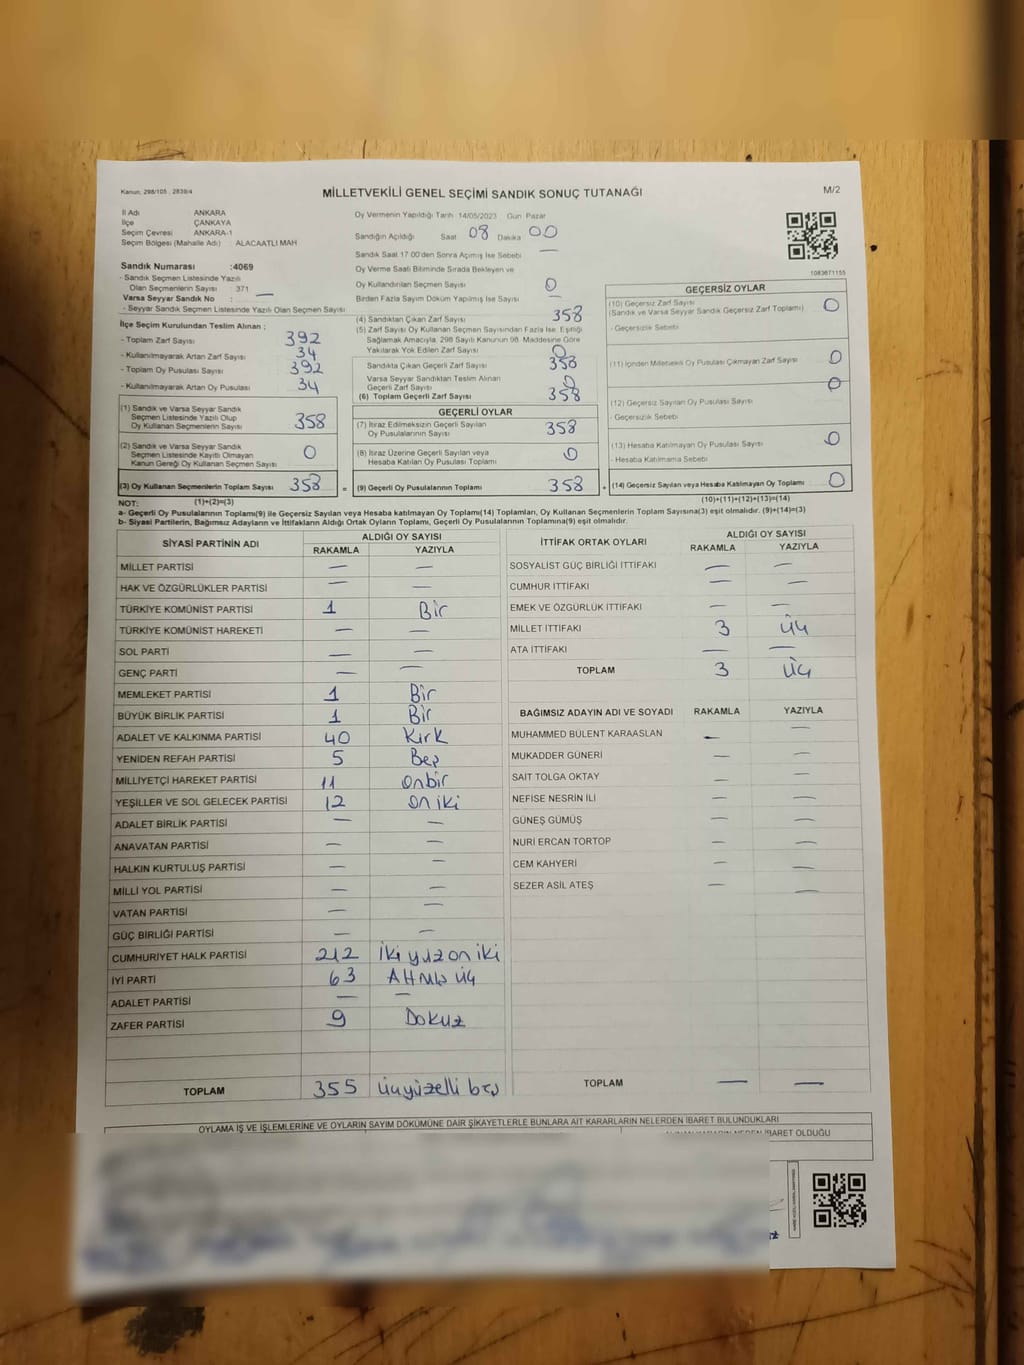 Kanun: 298/105 , 2839/4
MİLLETVEKİLİ GENEL SEÇİMİ SANDIK SONUÇ TUTANAĞI
M/2
İl Adı ANKARA
İlçe ÇANKAYA
Seçim Çevresi ANKARA-1
Seçim Bölgesi (Mahalle Adı) : ALACAATLI MAH
Sandık Numarası :4069
- Sandık Seçmen Listesinde Yazılı
Olan Seçmenlerin Sayısı : 371
Varsa Seyyar Sandık No : —
- Seyyar Sandık Seçmen Listesinde Yazılı Olan Seçmen Sayısı
İlçe Seçim Kurulundan Teslim Alınan ;
- Toplam Zarf Sayısı 392
- Kullanılmayarak Artan Zarf Sayısı 34
- Toplam Oy Pusulası Sayısı 392
- Kullanılmayarak Artan Oy Pusulası 34
(1) Sandık ve Varsa Seyyar Sandık
Seçmen Listesinde Yazılı Olup
Oy Kullanan Seçmenlerin Sayısı 358
(2) Sandık ve Varsa Seyyar Sandık
Seçmen Listesinde Kayıtlı Olmayan
Kanun Gereği Oy Kullanan Seçmen Sayısı 0
(3) Oy Kullanan Seçmenlerin Toplam Sayısı 358 =
(1)+(2)=(3)
Oy Vermenin Yapıldığı Tarih 14/05/2023 Gün Pazar
Sandığın Açıldığı Saat 08 Dakika 00
Sandık Saat 17:00'den Sonra Açılmış İse Sebebi —
Oy Verme Saati Bitiminde Sırada Bekleyen ve
Oy Kullandırılan Seçmen Sayısı 0
Birden Fazla Sayım Döküm Yapılmış İse Sayısı —
(4) Sandıktan Çıkan Zarf Sayısı 358
(5) Zarf Sayısı Oy Kullanan Seçmen Sayısından Fazla İse, Eşitliği
Sağlamak Amacıyla, 298 Sayılı Kanunun 98. Maddesine Göre
Yakılarak Yok Edilen Zarf Sayısı 0
Sandıkta Çıkan Geçerli Zarf Sayısı 358
Varsa Seyyar Sandıktan Teslim Alınan
Geçerli Zarf Sayısı 0
(6) Toplam Geçerli Zarf Sayısı 358
GEÇERLİ OYLAR
(7) İtiraz Edilmeksizin Geçerli Sayılan
Oy Pusulalarının Sayısı 358
(8) İtiraz Üzerine Geçerli Sayılan veya
Hesaba Katılan Oy Pusulası Toplamı 0
(9) Geçerli Oy Pusulalarının Toplamı 358 +
1083671155
GEÇERSİZ OYLAR
(10) Geçersiz Zarf Sayısı
(Sandık ve Varsa Seyyar Sandık Geçersiz Zarf Toplamı) 0
- Geçersizlik Sebebi
(11) İçinden Milletvekili Oy Pusulası Çıkmayan Zarf Sayısı 0
(12) Geçersiz Sayılan Oy Pusulası Sayısı 0
- Geçersizlik Sebebi
(13) Hesaba Katılmayan Oy Pusulası Sayısı 0
- Hesaba Katılmama Sebebi
(14) Geçersiz Sayılan veya Hesaba Katılmayan Oy Toplamı 0
(10)+(11)+(12)+(13)=(14)
NOT:
a- Geçerli Oy Pusulalarının Toplamı(9) ile Geçersiz Sayılan veya Hesaba katılmayan Oy Toplamı(14) Toplamları, Oy Kullanan Seçmenlerin Toplam Sayısına(3) eşit olmalıdır. (9)+(14)=(3)
b- Siyasi Partilerin, Bağımsız Adayların ve İttifakların Aldığı Ortak Oyların Toplamı, Geçerli Oy Pusulalarının Toplamına(9) eşit olmalıdır.
SİYASİ PARTİNİN ADI ALDIĞI OY SAYISI
RAKAMLA YAZIYLA
MİLLET PARTİSİ — —
HAK VE ÖZGÜRLÜKLER PARTİSİ — —
TÜRKİYE KOMÜNİST PARTİSİ 1 Bir
TÜRKİYE KOMÜNİST HAREKETİ — —
SOL PARTİ — —
GENÇ PARTİ — —
MEMLEKET PARTİSİ 1 Bir
BÜYÜK BİRLİK PARTİSİ 1 Bir
ADALET VE KALKINMA PARTİSİ 40 Kırk
YENİDEN REFAH PARTİSİ 5 Beş
MİLLİYETÇİ HAREKET PARTİSİ 11 onbir
YEŞİLLER VE SOL GELECEK PARTİSİ 12 on iki
ADALET BİRLİK PARTİSİ — —
ANAVATAN PARTİSİ — —
HALKIN KURTULUŞ PARTİSİ — —
MİLLİ YOL PARTİSİ — —
VATAN PARTİSİ — —
GÜÇ BİRLİĞİ PARTİSİ — —
CUMHURİYET HALK PARTİSİ 212 İki yüz on iki
İYİ PARTİ 63 Altmış üç
ADALET PARTİSİ — —
ZAFER PARTİSİ 9 Dokuz
TOPLAM 355 üçyüzelli beş
İTTİFAK ORTAK OYLARI ALDIĞI OY SAYISI
RAKAMLA YAZIYLA
SOSYALİST GÜÇ BİRLİĞİ İTTİFAKI — —
CUMHUR İTTİFAKI — —
EMEK VE ÖZGÜRLÜK İTTİFAKI — —
MİLLET İTTİFAKI 3 üç
ATA İTTİFAKI — —
TOPLAM 3 üç
BAĞIMSIZ ADAYIN ADI VE SOYADI RAKAMLA YAZIYLA
MUHAMMED BÜLENT KARAASLAN — —
MUKADDER GÜNERİ — —
SAİT TOLGA OKTAY — —
NEFİSE NESRİN İLİ — —
GÜNEŞ GÜMÜŞ — —
NURİ ERCAN TORTOP — —
CEM KAHYERİ — —
SEZER ASİL ATEŞ — —
TOPLAM — —
OYLAMA İŞ VE İŞLEMLERİNE VE OYLARIN SAYIM DÖKÜMÜNE DAİR ŞİKAYETLERLE BUNLARA AİT KARARLARIN NELERDEN İBARET BULUNDUKLARI
İBARET OLDUĞU